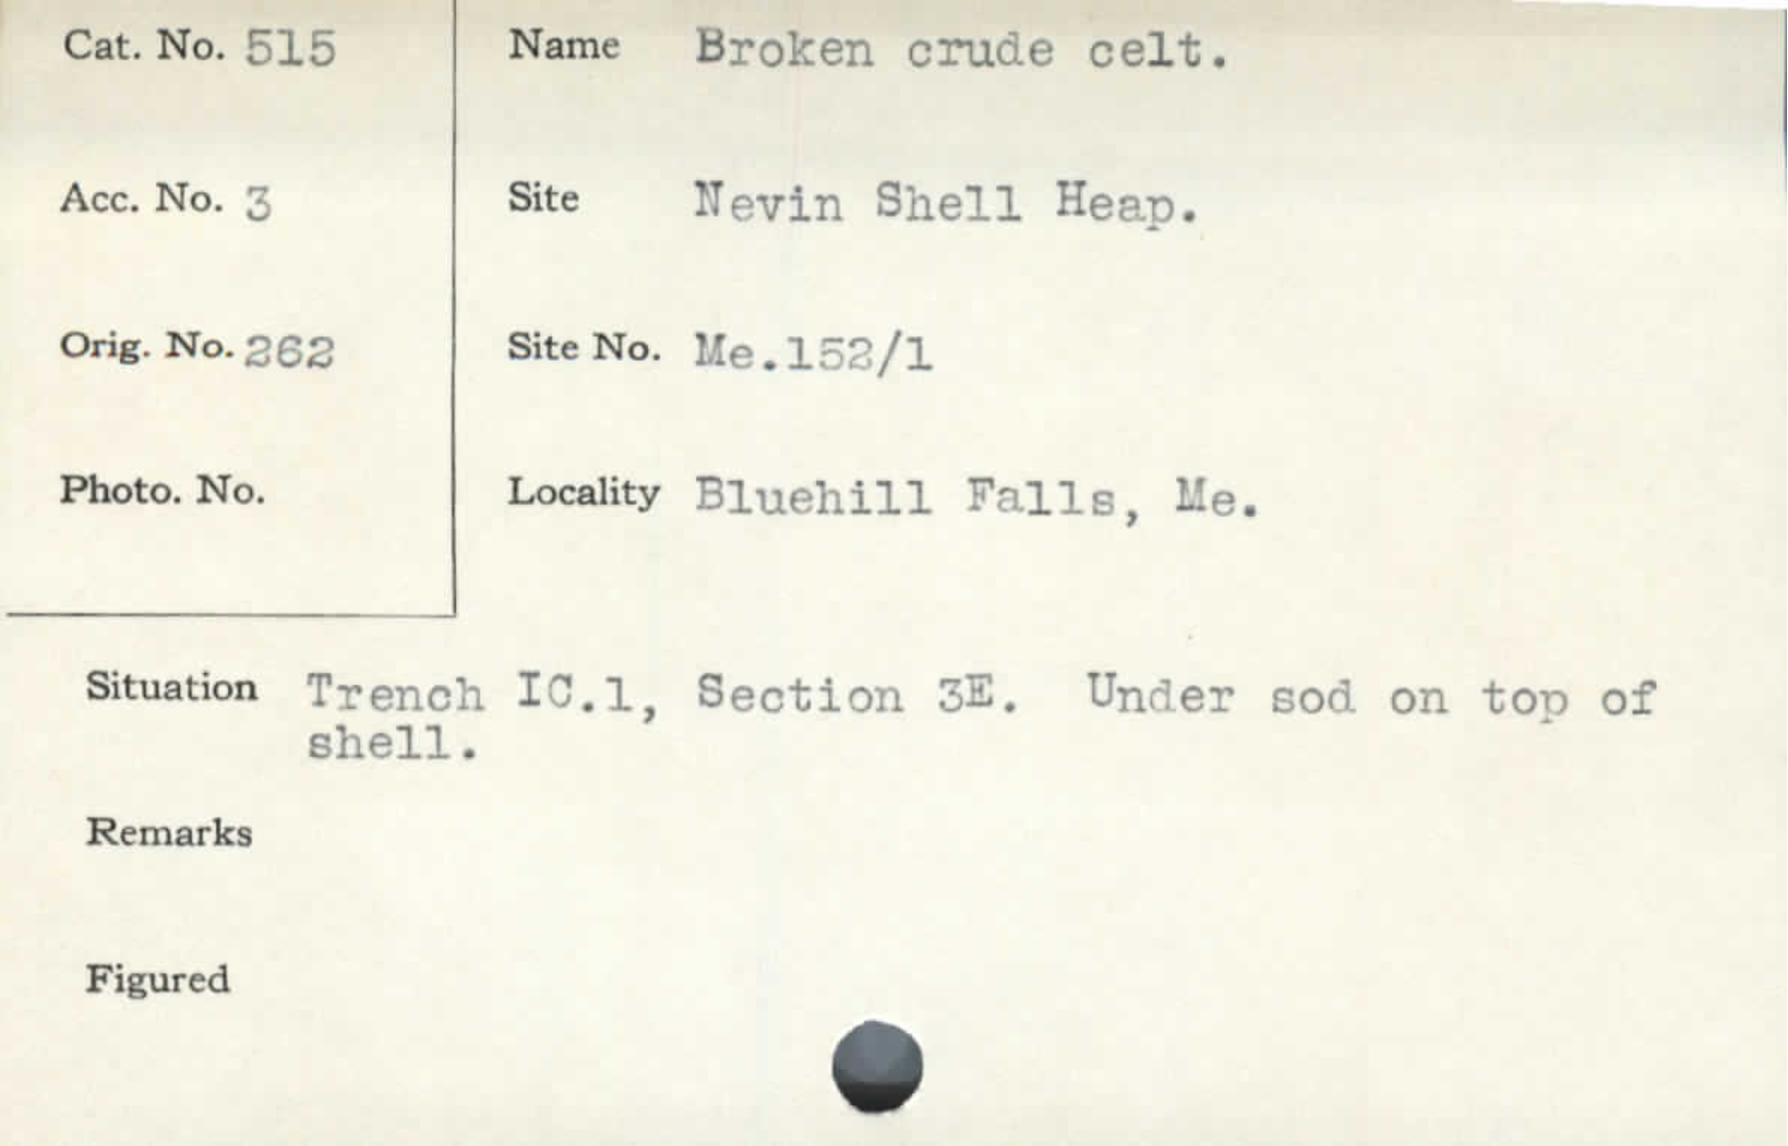 Cat. No. 515 Name Broken crude celt.
Acc. No. 3 Site Nevin Shell Heap.
Orig. No. 262 Site No. Me.152/1
Photo. No. Locality Bluehill Falls, Me.
Situation Trench IC.1, Section 3E. Under sod on top of
shell.
Remarks
Figured